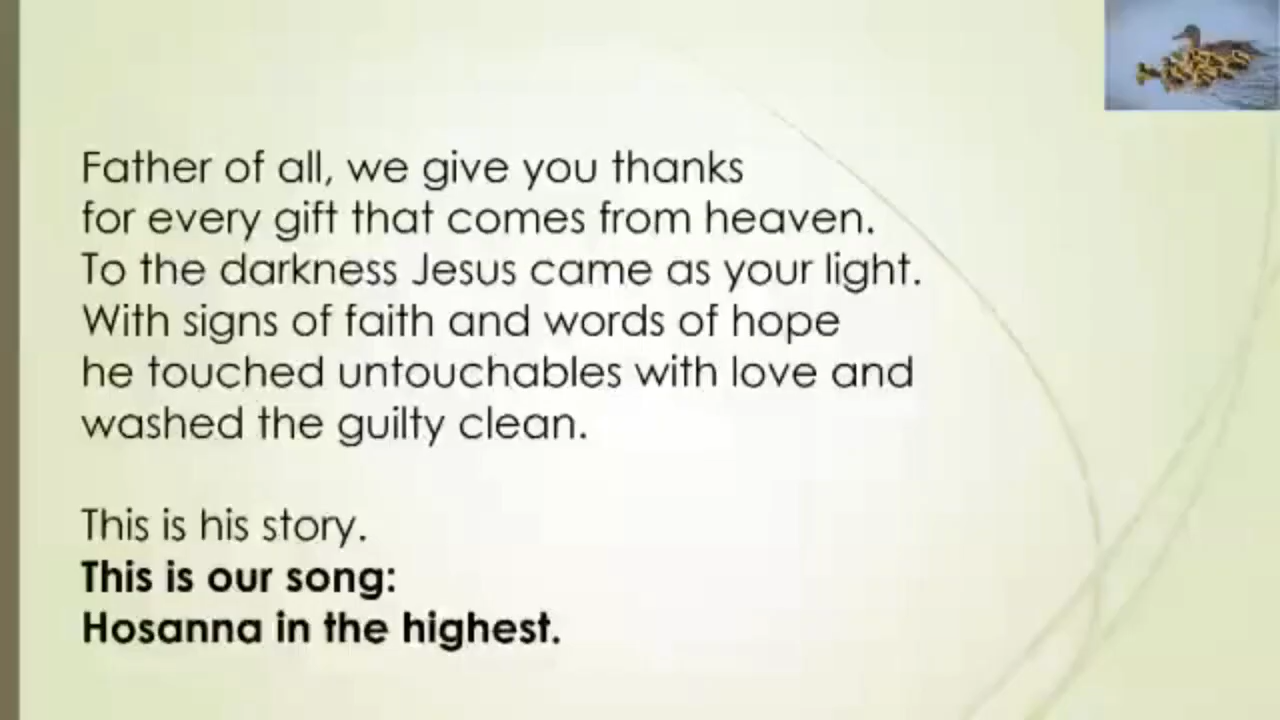 Father of all, we give you thanks
for every gift that comes from heaven.
To the darkness Jesus came as your light.
With signs of faith and words of hope
he touched untouchables with love and
washed the guilty clean.
This is his story.
This is our song:
Hosanna in the highest.